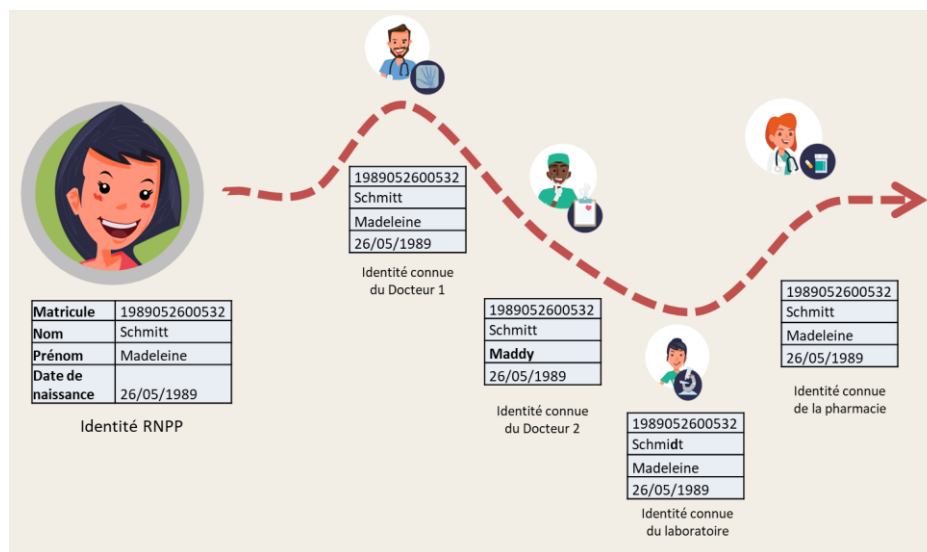 Matricule 1989052600532
Nom Schmitt
Prénom Madeleine
Date de
naissance 26/05/1989
Identité RNPP
1989052600532
Schmitt
Madeleine
26/05/1989
Identité connue
du Docteur 1
1989052600532
Schmitt
Maddy
26/05/1989
Identité connue
du Docteur 2
1989052600532
Schmidt
Madeleine
26/05/1989
Identité connue
du laboratoire
1989052600532
Schmitt
Madeleine
26/05/1989
Identité connue
de la pharmacie